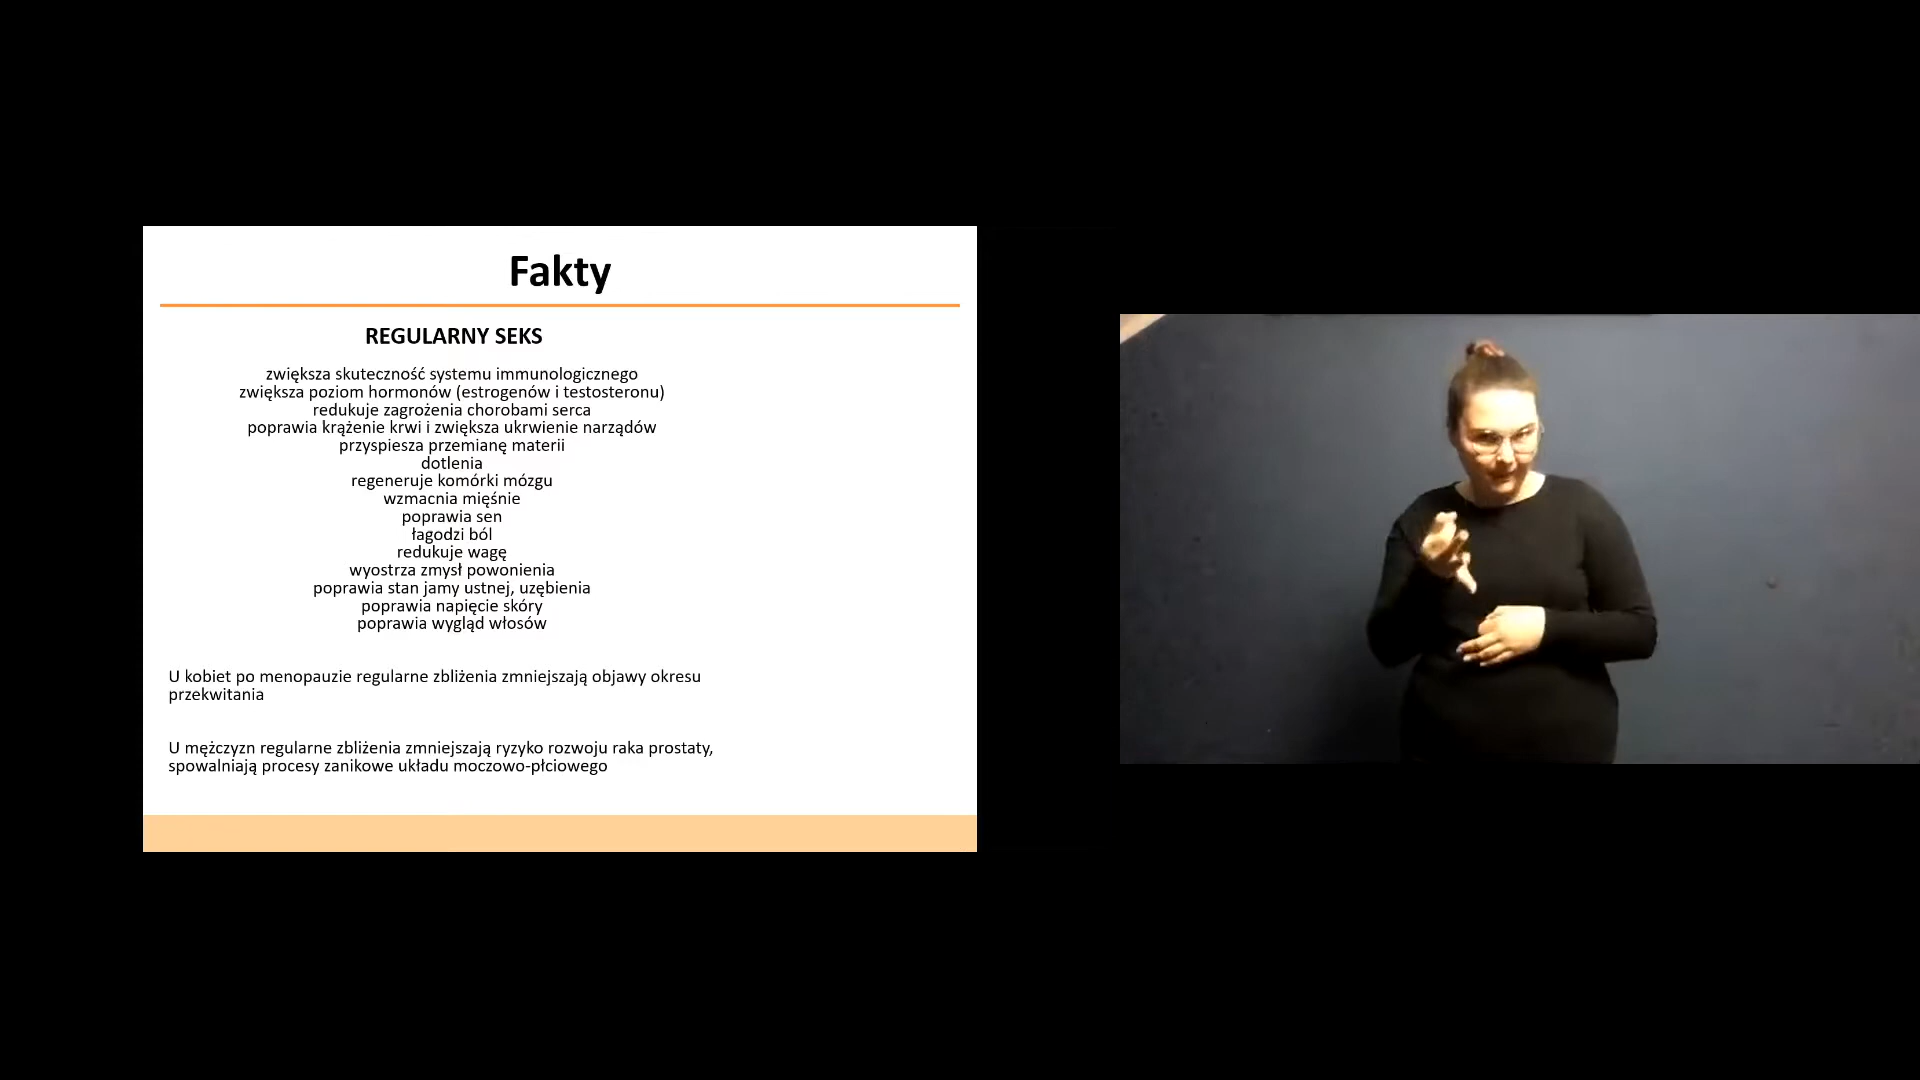 Fakty
REGULARNY SEKS
zwiększa skuteczność systemu immunologicznego
zwiększa poziom hormonów (estrogenów i testosteronu)
redukuje zagrożenia chorobami serca
poprawia krążenie krwi i zwiększa ukrwienie narządów
przyspiesza przemianę materii
dotlenia
regeneruje komórki mózgu
wzmacnia mięśnie
poprawia sen
łagodzi ból
redukuje wagę
wyostrza zmysł powonienia
poprawia stan jamy ustnej, uzębienia
poprawia napięcie skóry
poprawia wygląd włosów
U kobiet po menopauzie regularne zbliżenia zmniejszają objawy okresu
przekwitania
U mężczyzn regularne zbliżenia zmniejszają ryzyko rozwoju raka prostaty,
spowalniają procesy zanikowe układu moczowo-płciowego